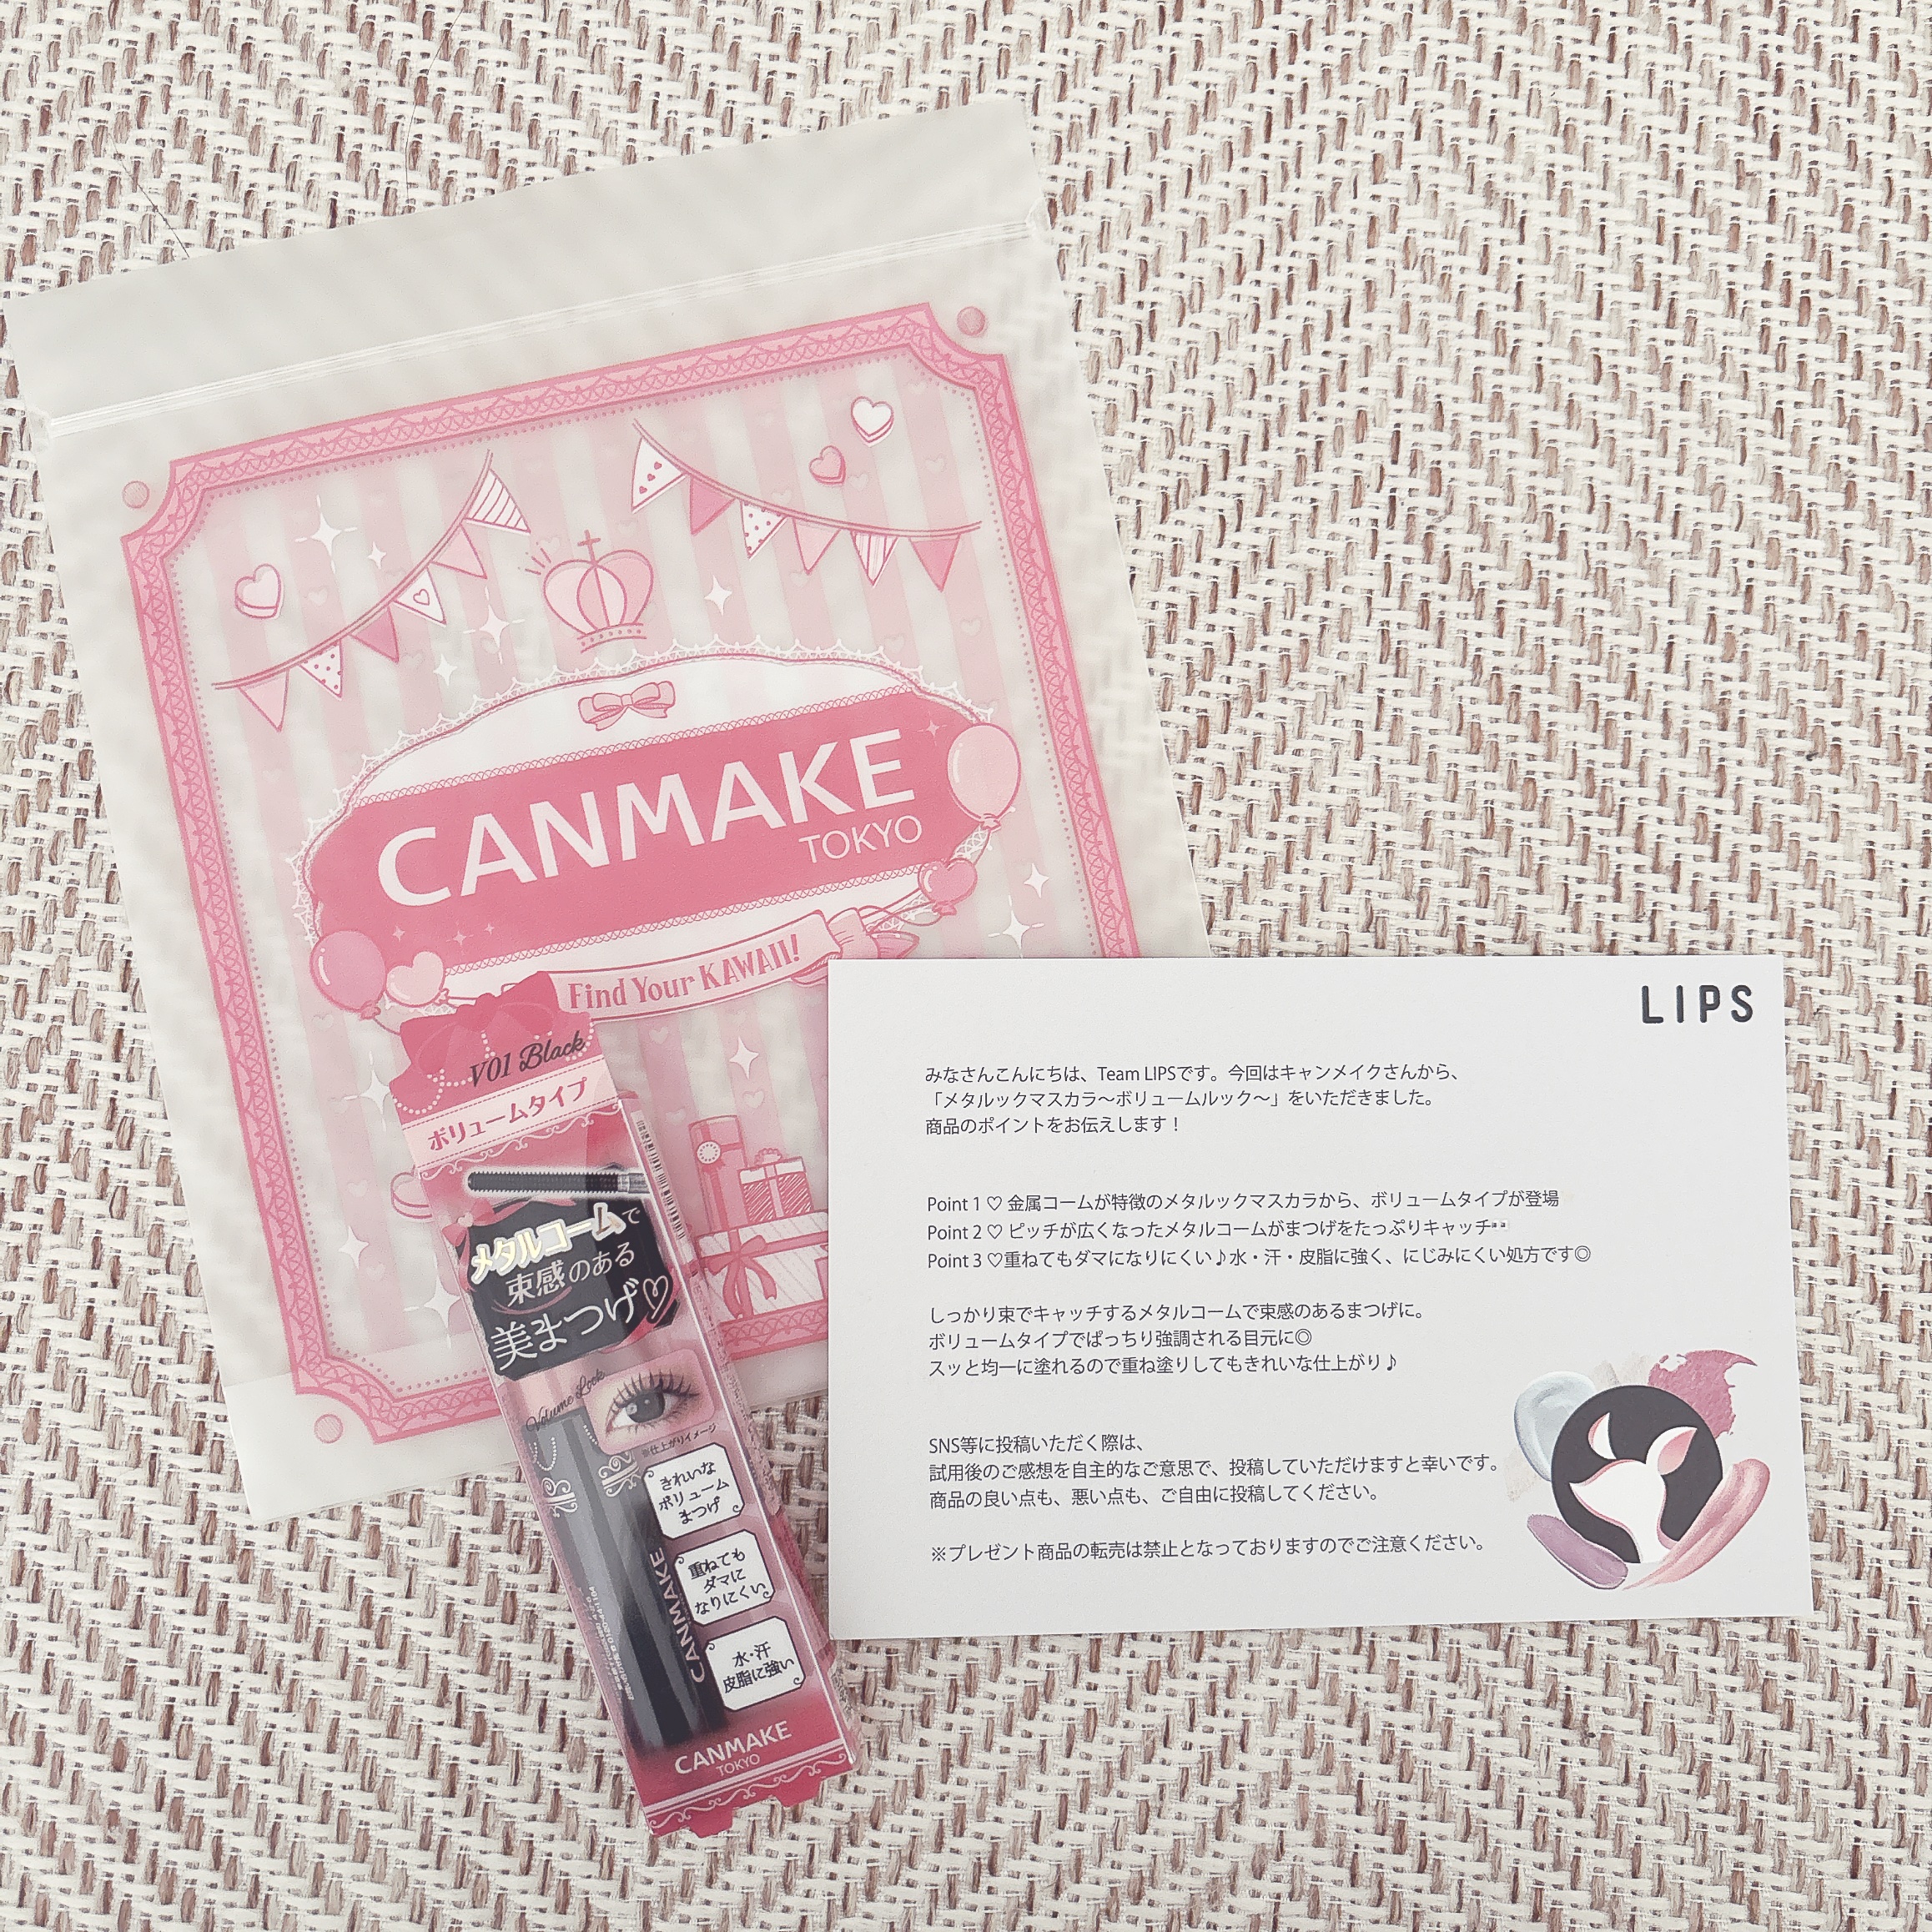 CANMAKE
TOKYO
Find Your KAWAII!
V01 Black
ボリュームタイプ
メタルコームで
束感のある
美まつげ♡
Volume Look
※仕上がりイメージ
きれいな
ボリューム
まつげ
重ねても
ダマに
なりにくい
水・汗
皮脂に強い
CANMAKE
CANMAKE
TOKYO
LIPS
みなさんこんにちは、Team LIPSです。今回はキャンメイクさんから、
「メタルックマスカラ～ボリュームルック～」をいただきました。
商品のポイントをお伝えします！
Point 1 ♡ 金属コームが特徴のメタルックマスカラから、ボリュームタイプが登場
Point 2 ♡ ピッチが広くなったメタルコームがまつげをたっぷりキャッチ👀
Point 3 ♡重ねてもダマになりにくい♪水・汗・皮脂に強く、にじみにくい処方です◎
しっかり束でキャッチするメタルコームで束感のあるまつげに。
ボリュームタイプでぱっちり強調される目元に◎
スッと均一に塗れるので重ね塗りしてもきれいな仕上がり♪
SNS等に投稿いただく際は、
試用後のご感想を自主的なご意思で、投稿していただけますと幸いです。
商品の良い点も、悪い点も、ご自由に投稿してください。
※プレゼント商品の転売は禁止となっておりますのでご注意ください。